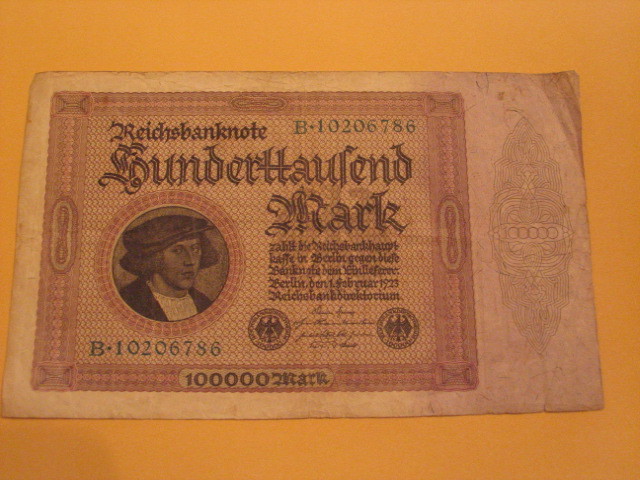 Reichsbanknote B·10206786
Hunderttausend
Mark
zahlt die Reichsbankhaupt-
kasse in Berlin gegen diese
Banknote dem Einlieferer.
Berlin, den 1. Februar 1923
Reichsbankdirektorium
B·10206786
100000 Mark